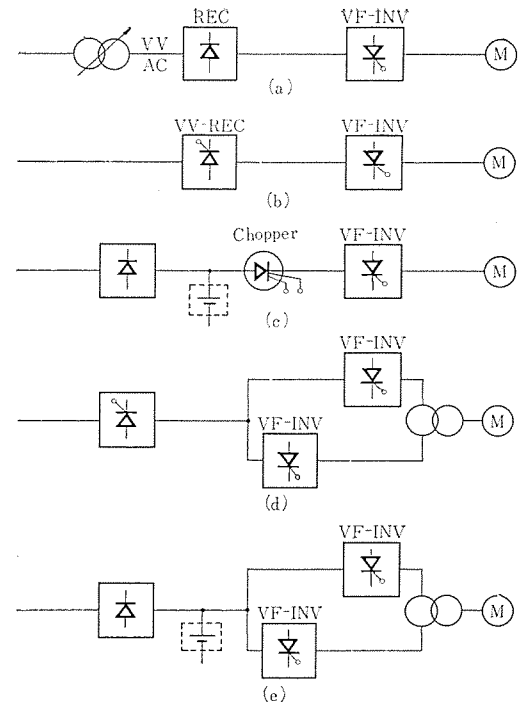 REC
VF-INV
VV
AC
M
(a)
VV-REC
VF-INV
M
(b)
Chopper
VF-INV
M
(c)
VF-INV
VF-INV
M
(d)
VF-INV
VF-INV
M
(e)